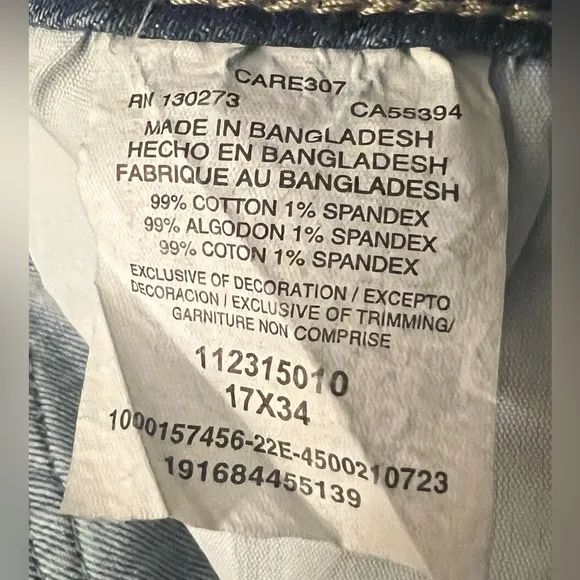 CARE307
RN 130273 CA55394
MADE IN BANGLADESH
HECHO EN BANGLADESH
FABRIQUE AU BANGLADESH
99% COTTON 1% SPANDEX
99% ALGODON 1% SPANDEX
99% COTON 1% SPANDEX
EXCLUSIVE OF DECORATION / EXCEPTO
DECORACION / EXCLUSIVE OF TRIMMING/
GARNITURE NON COMPRISE
112315010
17X34
1000157456-22E-4500210723
191684455139